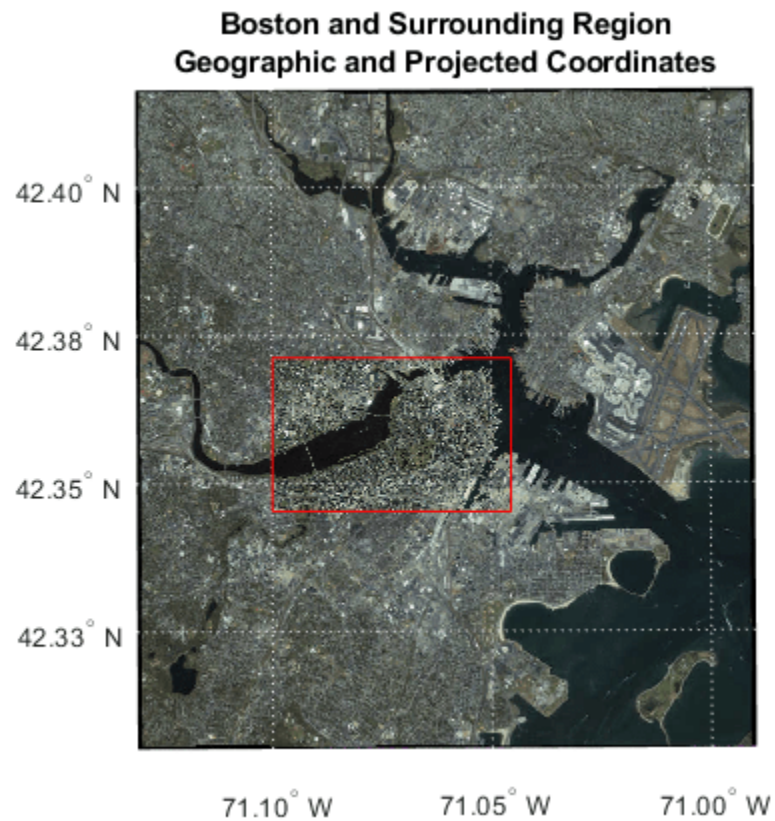 Boston and Surrounding Region
Geographic and Projected Coordinates
42.40° N
42.38° N
42.35° N
42.33° N
71.10° W 71.05° W 71.00° W